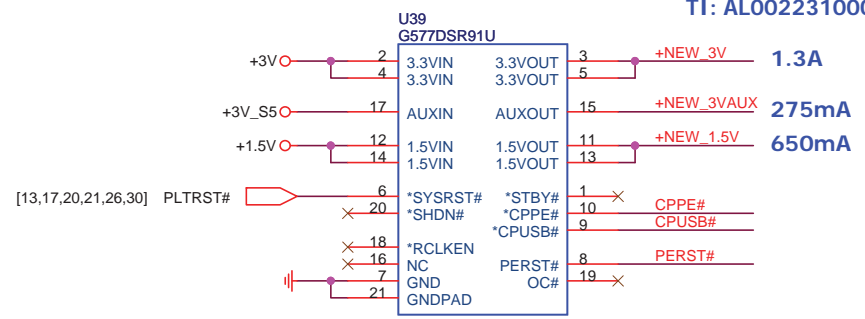 TI: AL002231000
U39
G577DSR91U
+3V 2 3.3VIN 3.3VOUT 3 +NEW_3V 1.3A
4 3.3VIN 3.3VOUT 5
+3V_S5 17 AUXIN AUXOUT 15 +NEW_3VAUX 275mA
+1.5V 12 1.5VIN 1.5VOUT 11 +NEW_1.5V 650mA
14 1.5VIN 1.5VOUT 13
[13,17,20,21,26,30] PLTRST# 6 *SYSRST# *STBY# 1
20 *SHDN# *CPPE# 10 CPPE#
*CPUSB# 9 CPUSB#
18 *RCLKEN
16 NC PERST# 8 PERST#
7 GND OC# 19
21 GNDPAD